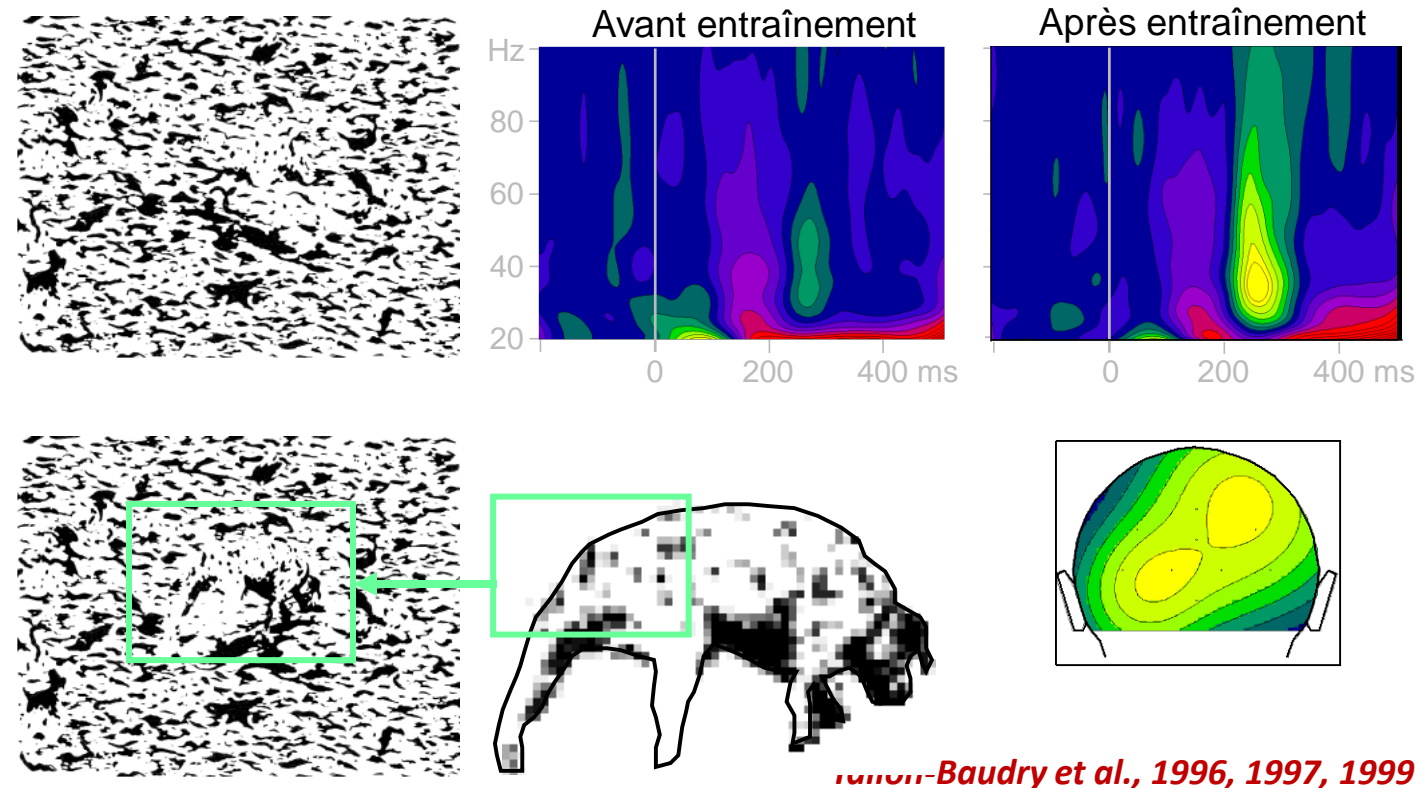 Avant entraînement
Après entraînement
Hz
80
60
40
20
0 200 400 ms
0 200 400 ms
Tallon-Baudry et al., 1996, 1997, 1999